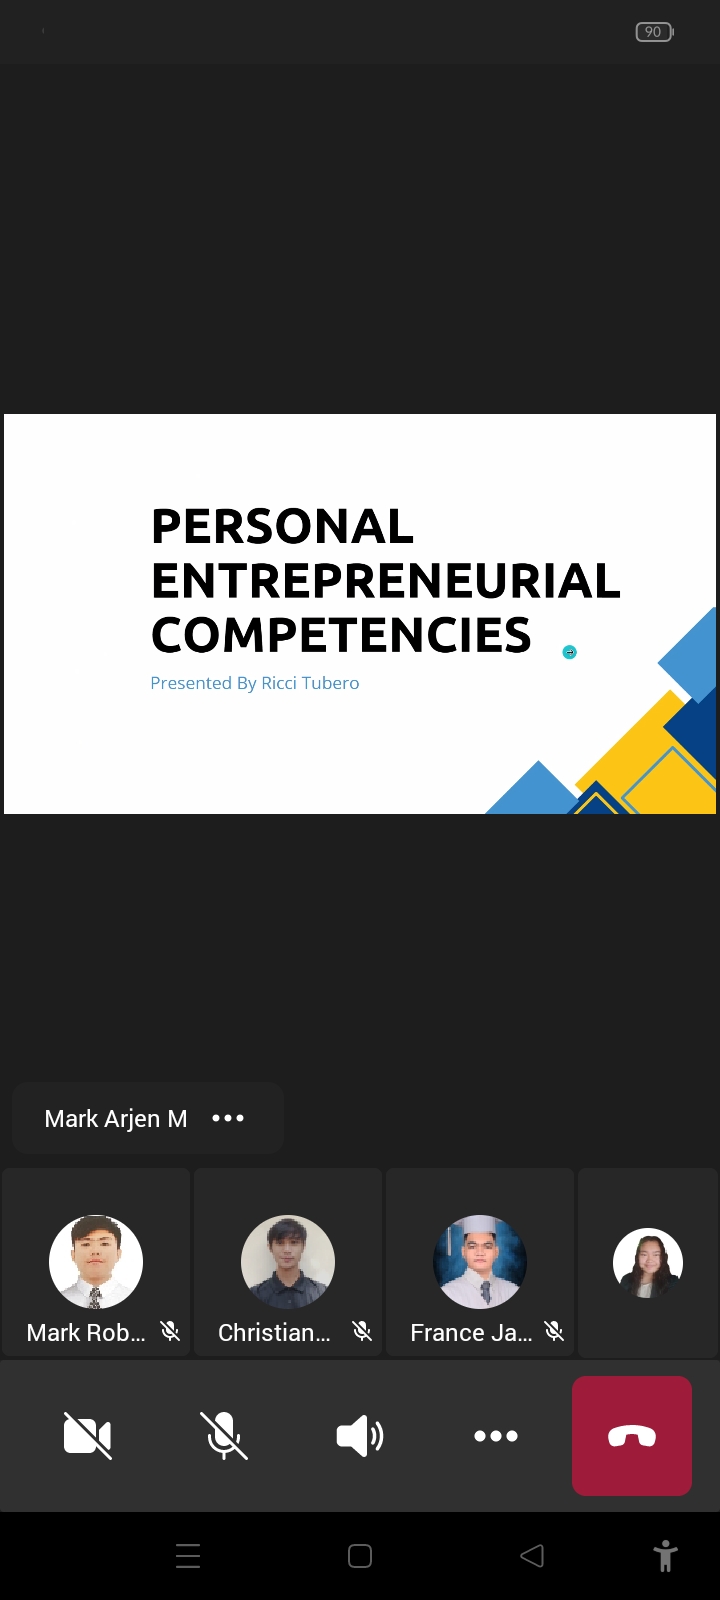 90
PERSONAL
ENTREPRENEURIAL
COMPETENCIES
Presented By Ricci Tubero
Mark Arjen M
Mark Rob...
Christian...
France Ja...